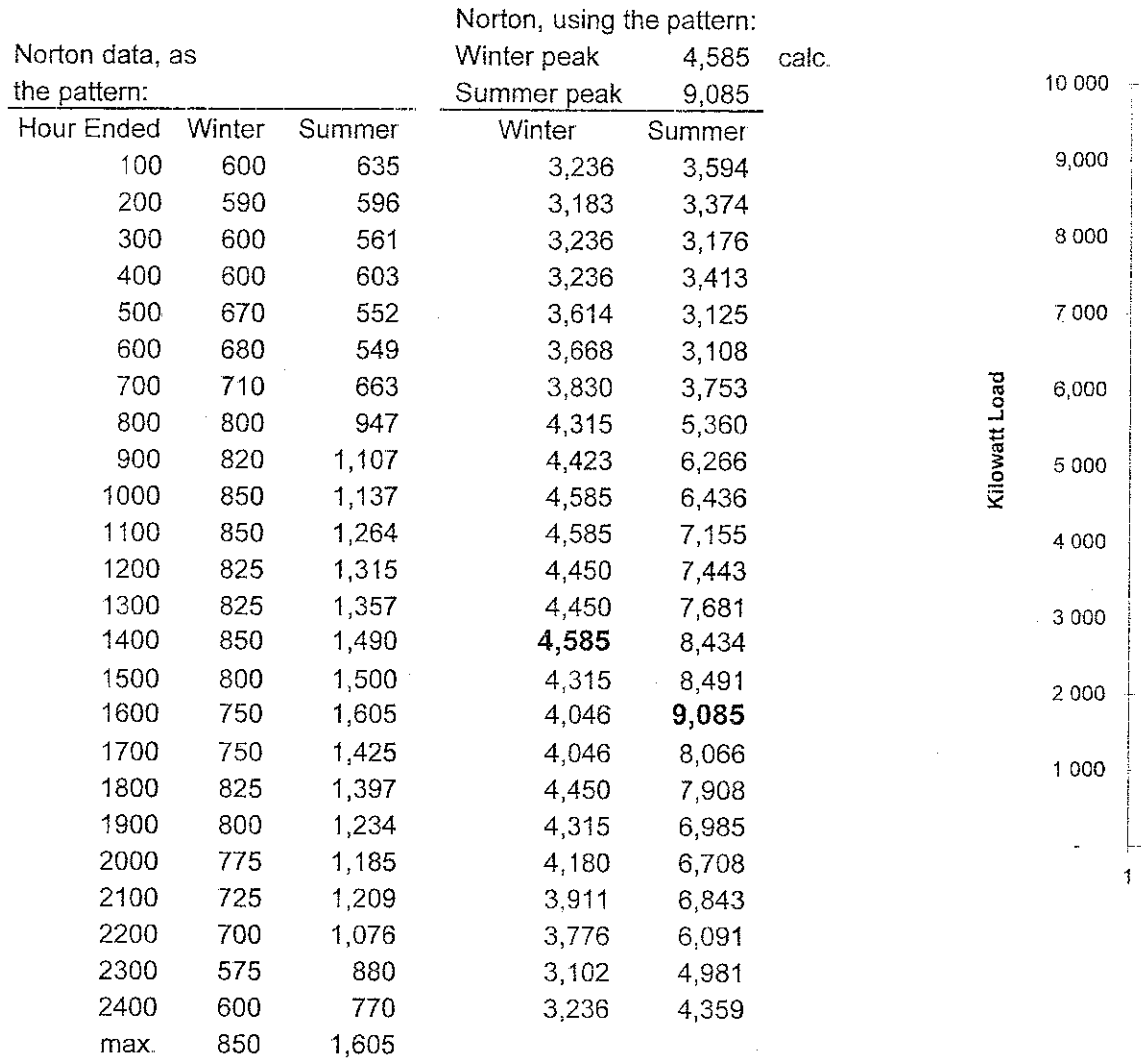 Norton, using the pattern:
Norton data, as Winter peak 4,585 calc.
the pattern: Summer peak 9,085
Hour Ended Winter Summer Winter Summer
100 600 635 3,236 3,594
200 590 596 3,183 3,374
300 600 561 3,236 3,176
400 600 603 3,236 3,413
500 670 552 3,614 3,125
600 680 549 3,668 3,108
700 710 663 3,830 3,753
800 800 947 4,315 5,360
900 820 1,107 4,423 6,266
1000 850 1,137 4,585 6,436
1100 850 1,264 4,585 7,155
1200 825 1,315 4,450 7,443
1300 825 1,357 4,450 7,681
1400 850 1,490 4,585 8,434
1500 800 1,500 4,315 8,491
1600 750 1,605 4,046 9,085
1700 750 1,425 4,046 8,066
1800 825 1,397 4,450 7,908
1900 800 1,234 4,315 6,985
2000 775 1,185 4,180 6,708
2100 725 1,209 3,911 6,843
2200 700 1,076 3,776 6,091
2300 575 880 3,102 4,981
2400 600 770 3,236 4,359
max. 850 1,605
Kilowatt Load
10 000
9,000
8 000
7 000
6,000
5 000
4 000
3 000
2 000
1 000
-
1